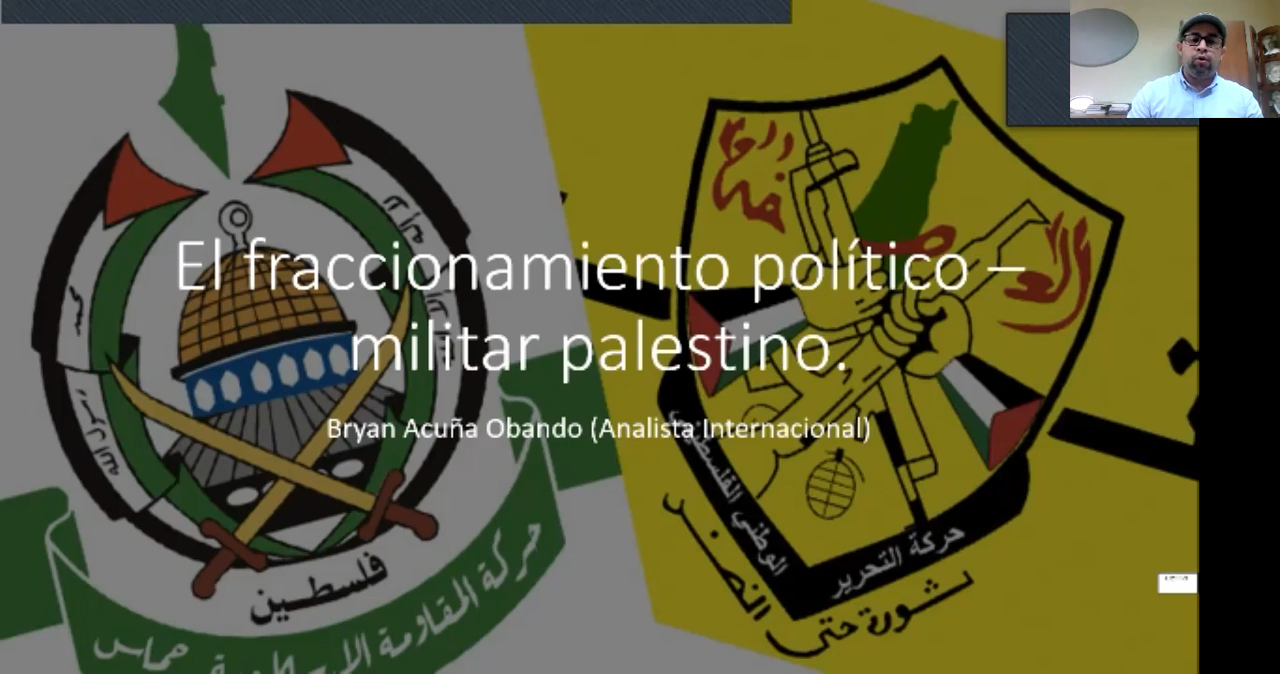 El fraccionamiento político –
militar palestino.
Bryan Acuña Obando (Analista Internacional)
فلسطين
حركة المقاومة الإسلامية حماس
حركة التحرير
الوطني الفلسطيني
لثورة حتى النصر